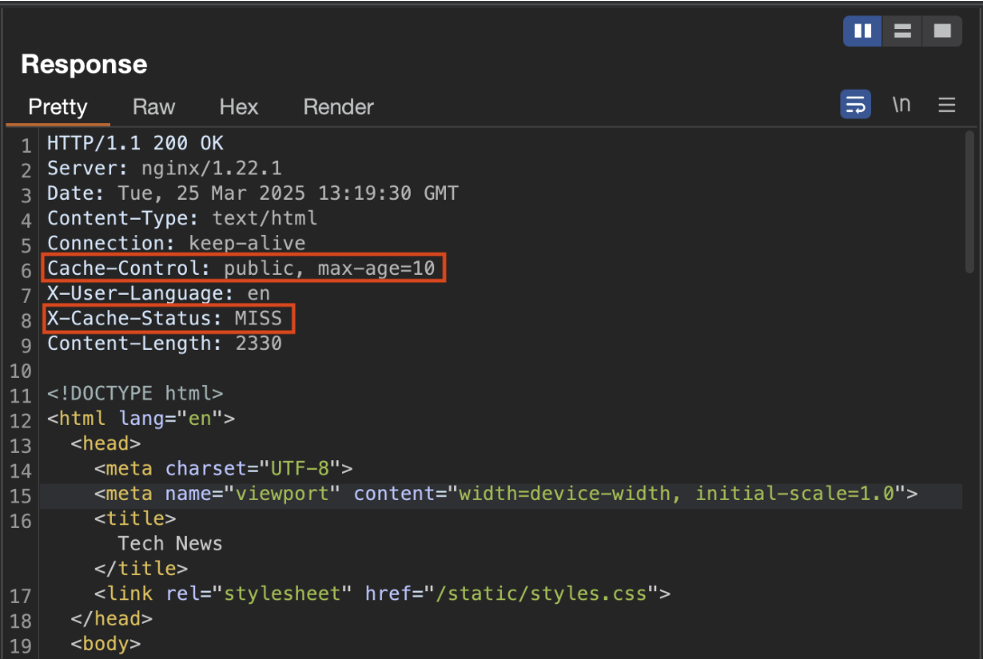 Response
Pretty Raw Hex Render \n
1 HTTP/1.1 200 OK
2 Server: nginx/1.22.1
3 Date: Tue, 25 Mar 2025 13:19:30 GMT
4 Content-Type: text/html
5 Connection: keep-alive
6 Cache-Control: public, max-age=10
7 X-User-Language: en
8 X-Cache-Status: MISS
9 Content-Length: 2330
10
11 <!DOCTYPE html>
12 <html lang="en">
13 <head>
14 <meta charset="UTF-8">
15 <meta name="viewport" content="width=device-width, initial-scale=1.0">
16 <title>
Tech News
</title>
17 <link rel="stylesheet" href="/static/styles.css">
18 </head>
19 <body>